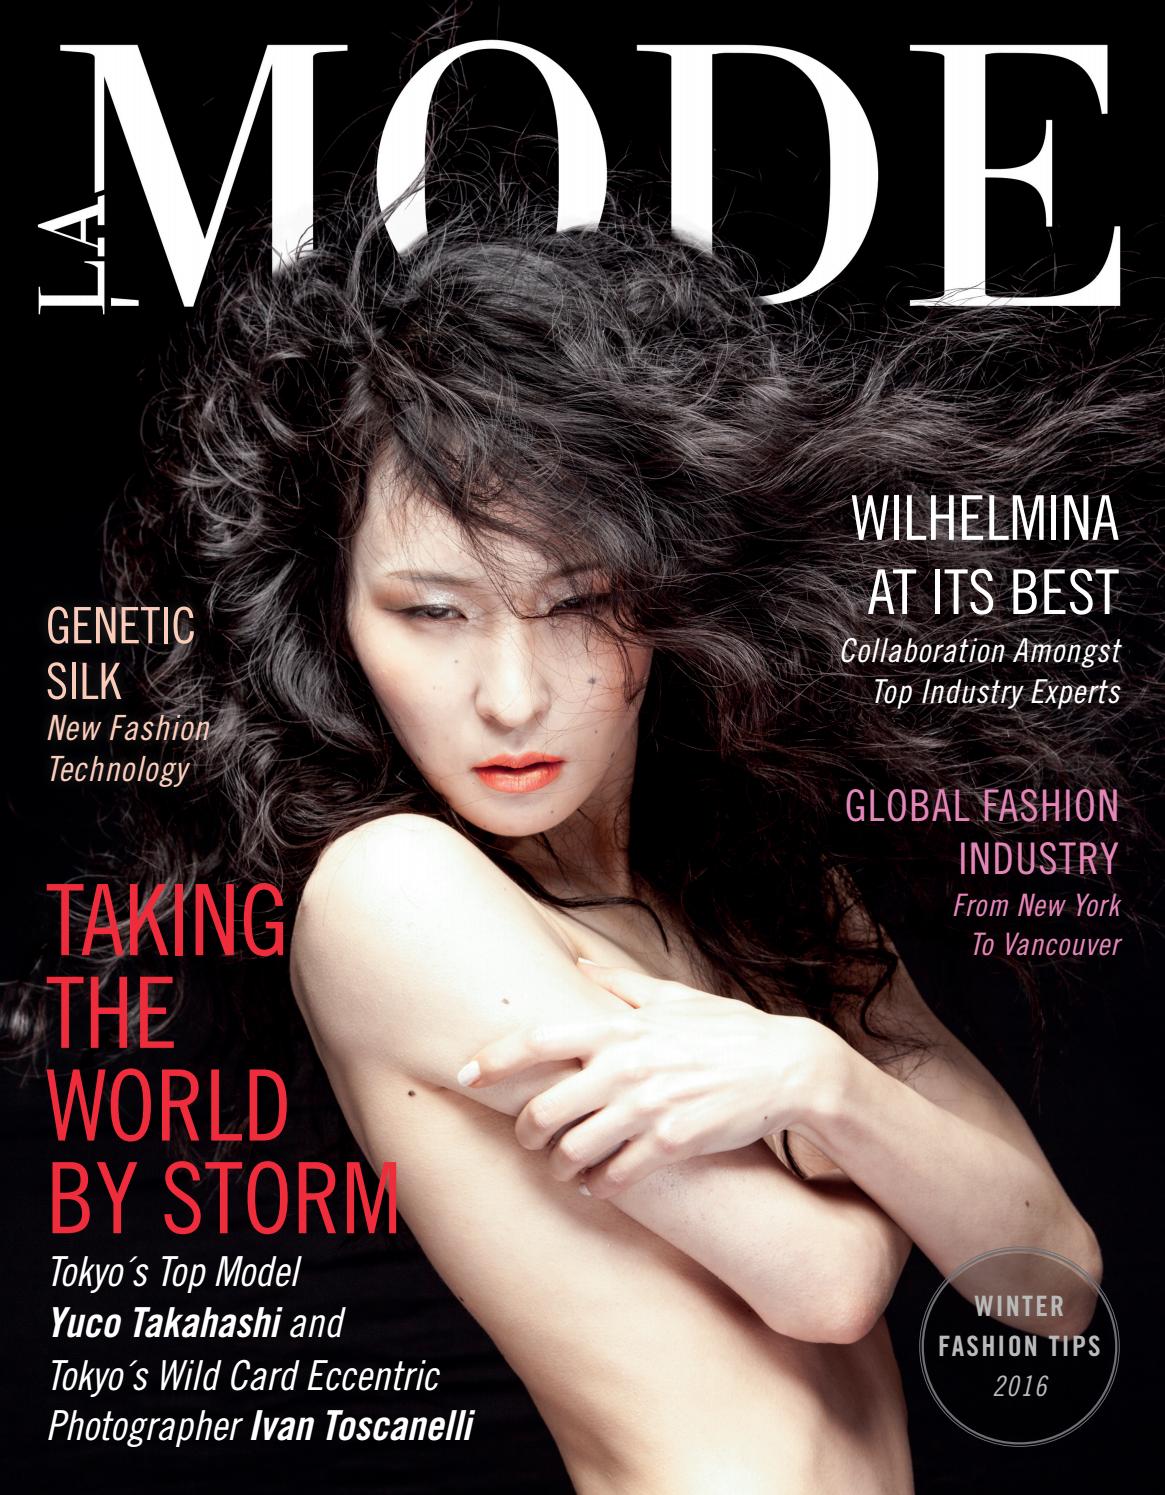 LA MODE
GENETIC
SILK
New Fashion
Technology
TAKING
THE
WORLD
BY STORM
Tokyo´s Top Model
Yuco Takahashi and
Tokyo´s Wild Card Eccentric
Photographer Ivan Toscanelli
WILHELMINA
AT ITS BEST
Collaboration Amongst
Top Industry Experts
GLOBAL FASHION
INDUSTRY
From New York
To Vancouver
WINTER
FASHION TIPS
2016